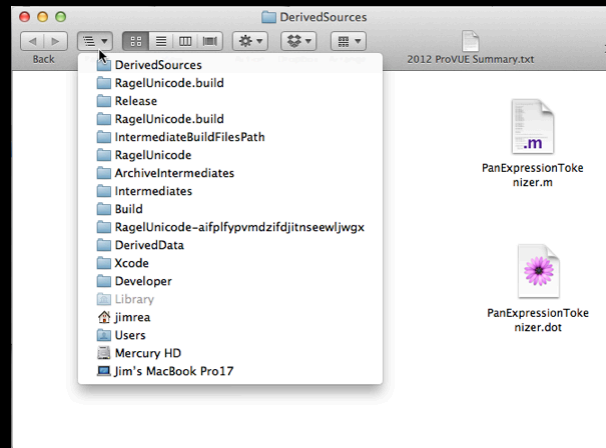 DerivedSources
Back
2012 ProVUE Summary.txt
DerivedSources
RagelUnicode.build
Release
RagelUnicode.build
IntermediateBuildFilesPath
RagelUnicode
ArchiveIntermediates
Intermediates
Build
RagelUnicode-aifplfypvmdzifdjitnseewljwgx
DerivedData
Xcode
Developer
Library
jimrea
Users
Mercury HD
Jim's MacBook Pro17
.m
PanExpressionToke
nizer.m
PanExpressionToke
nizer.dot